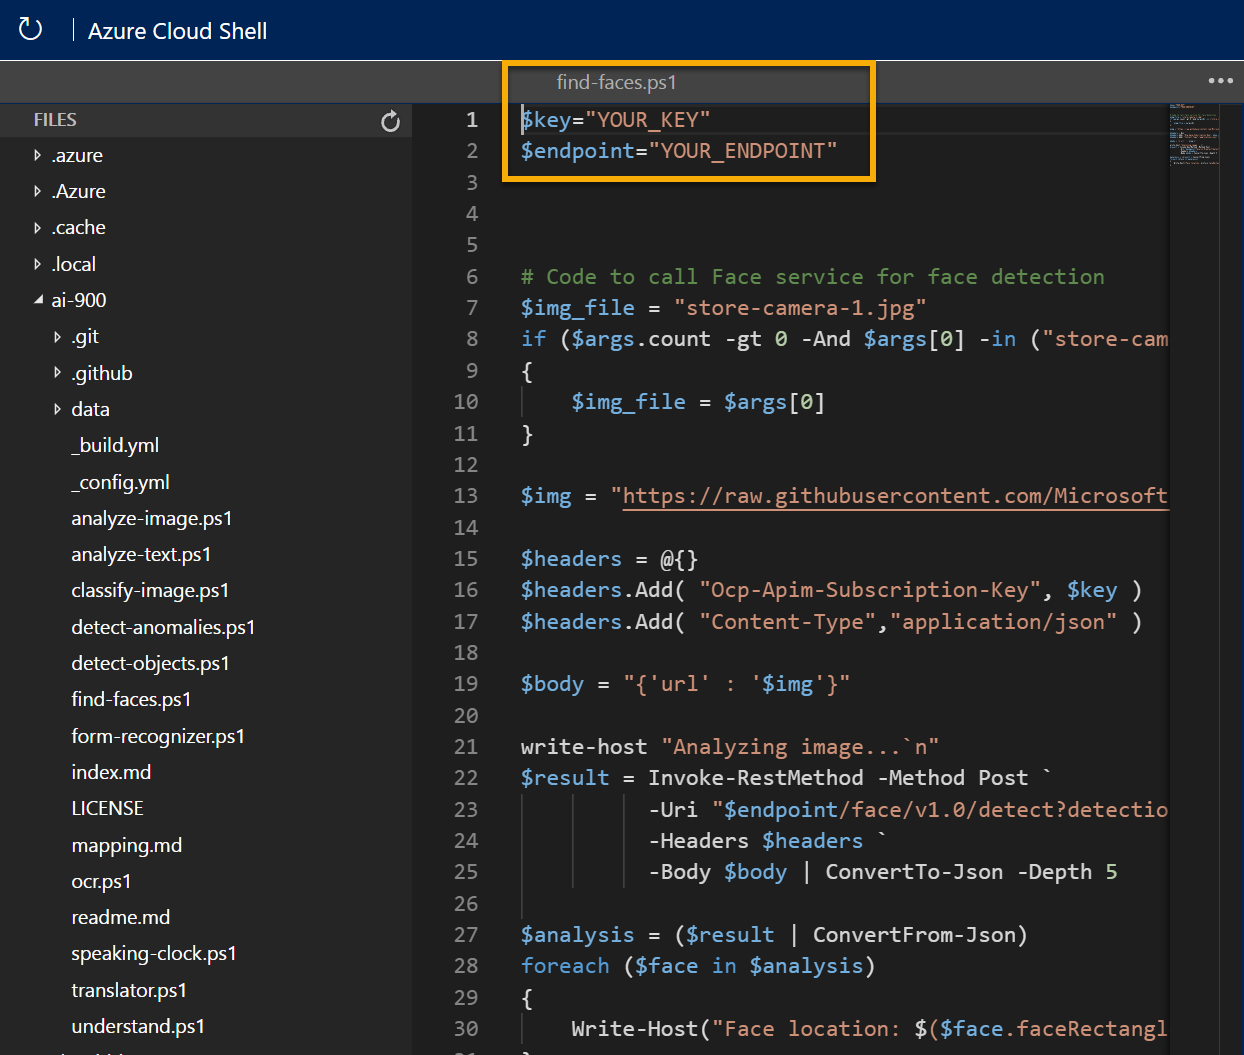 Azure Cloud Shell
find-faces.ps1
FILES
.azure
.Azure
.cache
.local
ai-900
.git
.github
data
_build.yml
_config.yml
analyze-image.ps1
analyze-text.ps1
classify-image.ps1
detect-anomalies.ps1
detect-objects.ps1
find-faces.ps1
form-recognizer.ps1
index.md
LICENSE
mapping.md
ocr.ps1
readme.md
speaking-clock.ps1
translator.ps1
understand.ps1
1 $key="YOUR_KEY"
2 $endpoint="YOUR_ENDPOINT"
3
4
5
6 # Code to call Face service for face detection
7 $img_file = "store-camera-1.jpg"
8 if ($args.count -gt 0 -And $args[0] -in ("store-cam
9 {
10 $img_file = $args[0]
11 }
12
13 $img = "https://raw.githubusercontent.com/Microsoft
14
15 $headers = @{}
16 $headers.Add( "Ocp-Apim-Subscription-Key", $key )
17 $headers.Add( "Content-Type","application/json" )
18
19 $body = "{'url' : '$img'}"
20
21 write-host "Analyzing image...`n"
22 $result = Invoke-RestMethod -Method Post `
23 -Uri "$endpoint/face/v1.0/detect?detectio
24 -Headers $headers `
25 -Body $body | ConvertTo-Json -Depth 5
26
27 $analysis = ($result | ConvertFrom-Json)
28 foreach ($face in $analysis)
29 {
30 Write-Host("Face location: $($face.faceRectangl